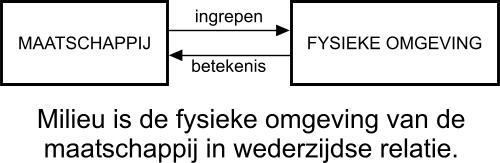 ingrepen
MAATSCHAPPIJ
FYSIEKE OMGEVING
betekenis
Milieu is de fysieke omgeving van de
maatschappij in wederzijdse relatie.